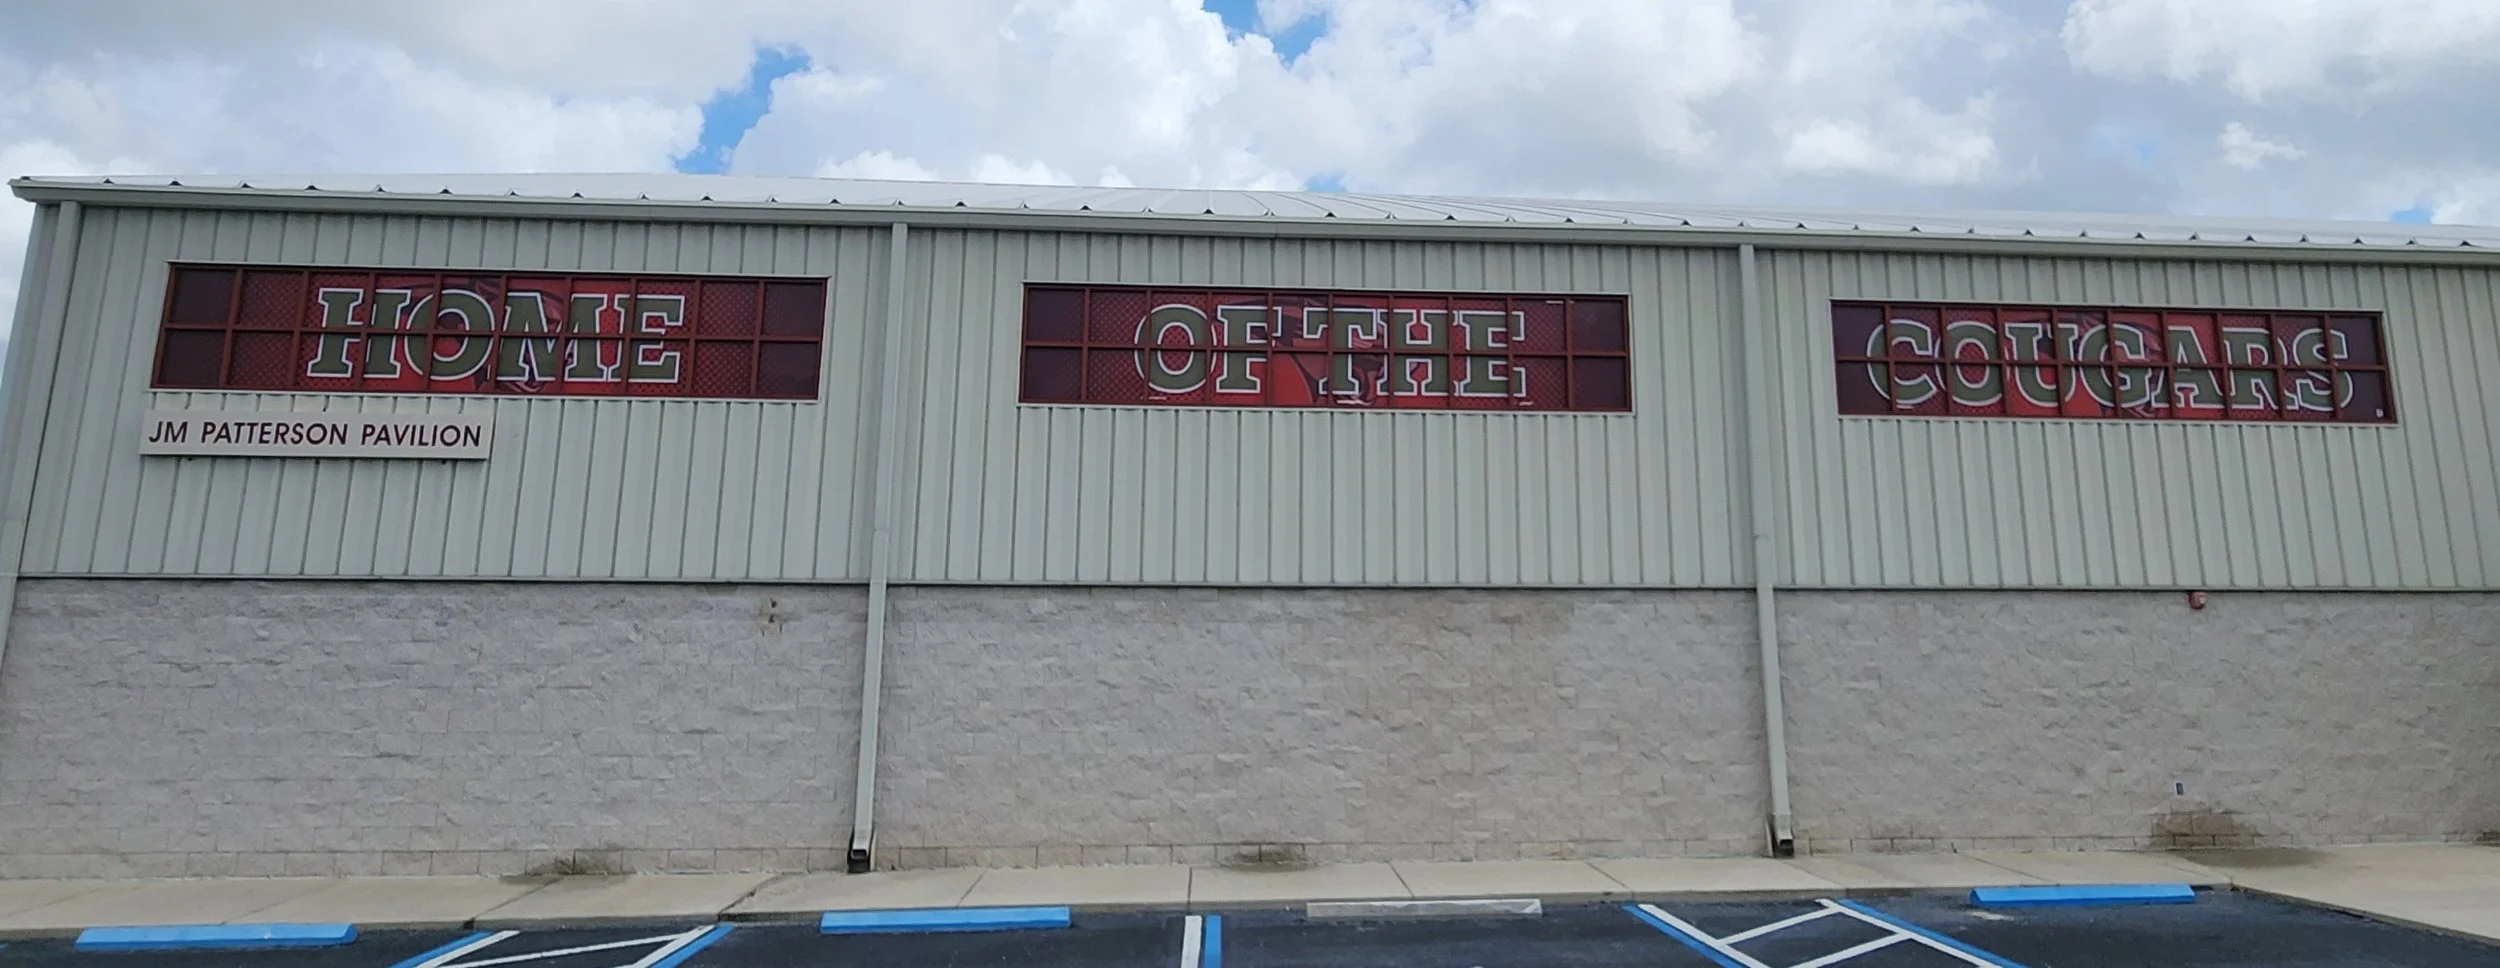 HOME
OF THE
COUGARS
JM PATTERSON PAVILION